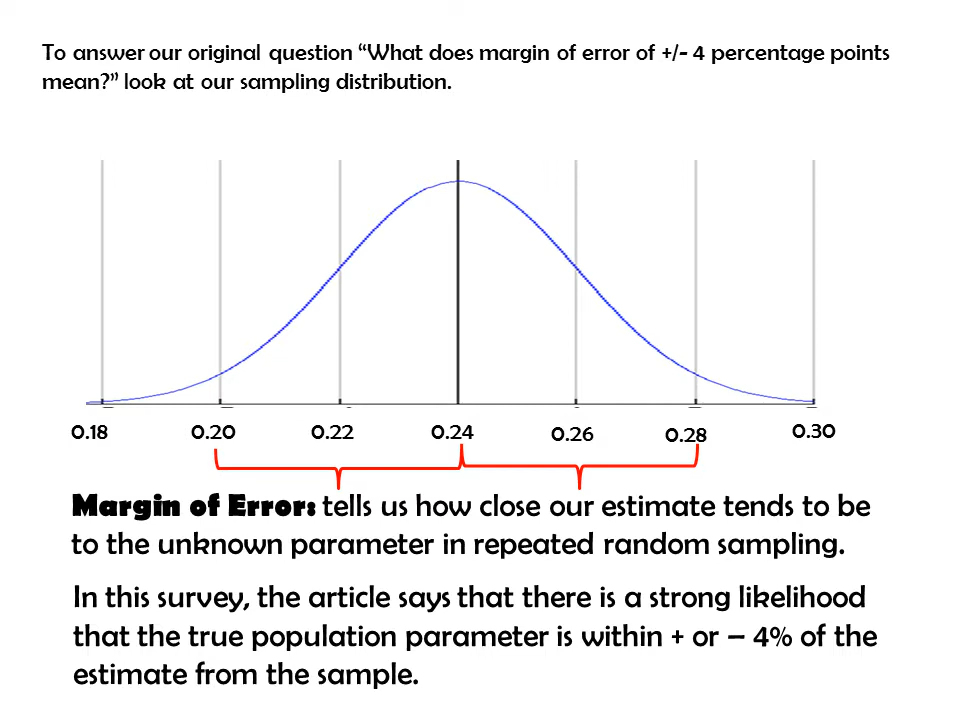 To answer our original question “What does margin of error of +/- 4 percentage points
mean?” look at our sampling distribution.
0.18 0.20 0.22 0.24 0.26 0.28 0.30
Margin of Error: tells us how close our estimate tends to be
to the unknown parameter in repeated random sampling.
In this survey, the article says that there is a strong likelihood
that the true population parameter is within + or – 4% of the
estimate from the sample.